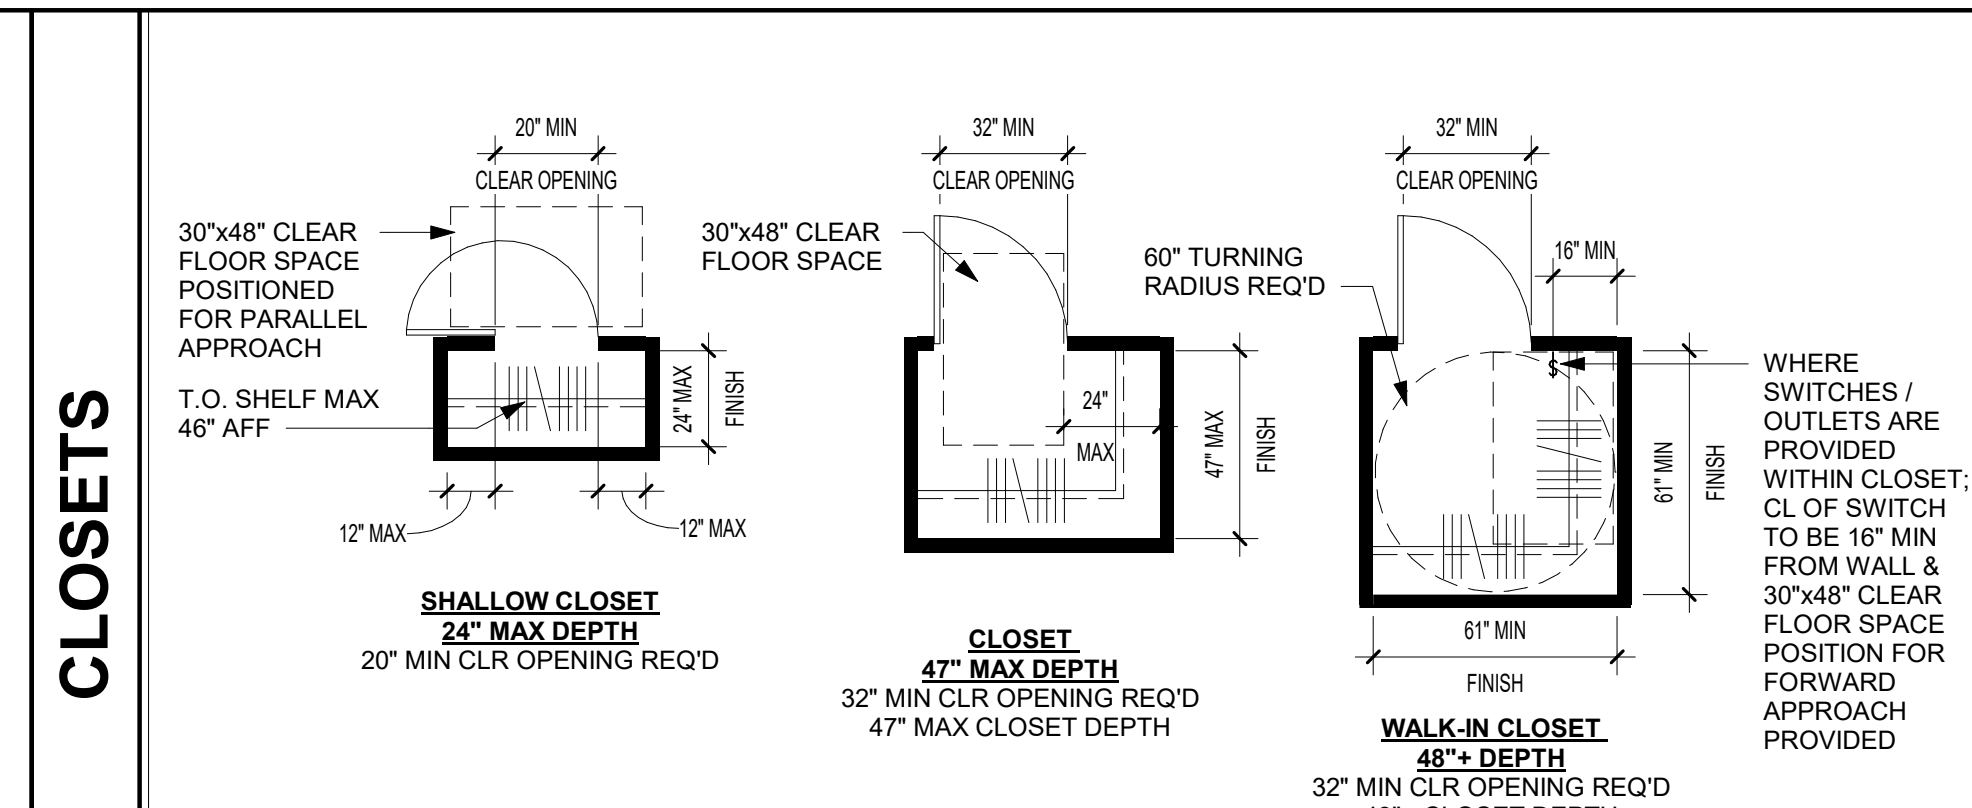 CLOSETS
20" MIN
CLEAR OPENING
30"x48" CLEAR
FLOOR SPACE
POSITIONED
FOR PARALLEL
APPROACH
T.O. SHELF MAX
46" AFF
24" MAX
FINISH
12" MAX
12" MAX
SHALLOW CLOSET
24" MAX DEPTH
20" MIN CLR OPENING REQ'D
32" MIN
CLEAR OPENING
30"x48" CLEAR
FLOOR SPACE
24"
MAX
47" MAX
FINISH
CLOSET
47" MAX DEPTH
32" MIN CLR OPENING REQ'D
47" MAX CLOSET DEPTH
32" MIN
CLEAR OPENING
16" MIN
60" TURNING
RADIUS REQ'D
$
61" MIN
FINISH
61" MIN
FINISH
WHERE
SWITCHES /
OUTLETS ARE
PROVIDED
WITHIN CLOSET;
CL OF SWITCH
TO BE 16" MIN
FROM WALL &
30"x48" CLEAR
FLOOR SPACE
POSITION FOR
FORWARD
APPROACH
PROVIDED
WALK-IN CLOSET
48"+ DEPTH
32" MIN CLR OPENING REQ'D
CLOSET DEPTH